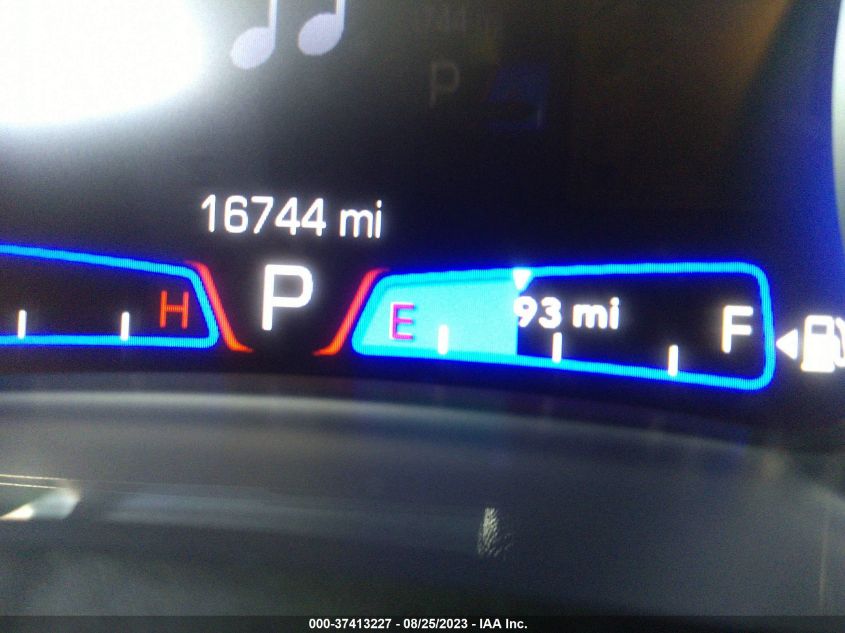 P
16744 mi
H P E 93 mi F
000-37413227 - 08/25/2023 - IAA Inc.